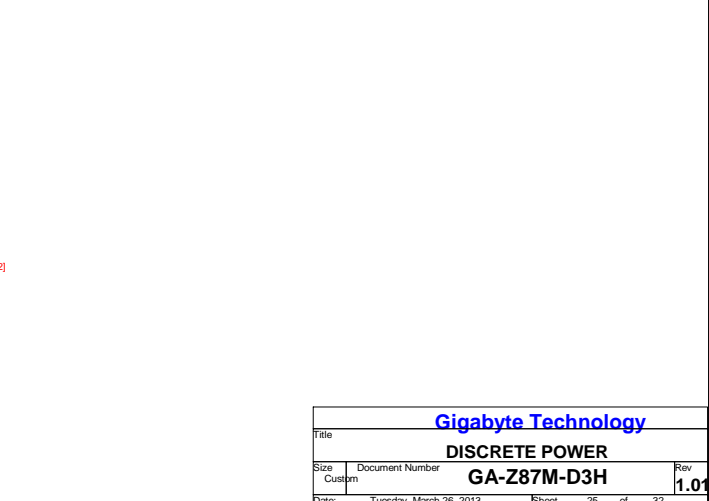 2]
Gigabyte Technology
Title
DISCRETE POWER
Size Document Number Rev
Custom GA-Z87M-D3H 1.01
Date: Tuesday, March 26, 2013 Sheet 25 of 32